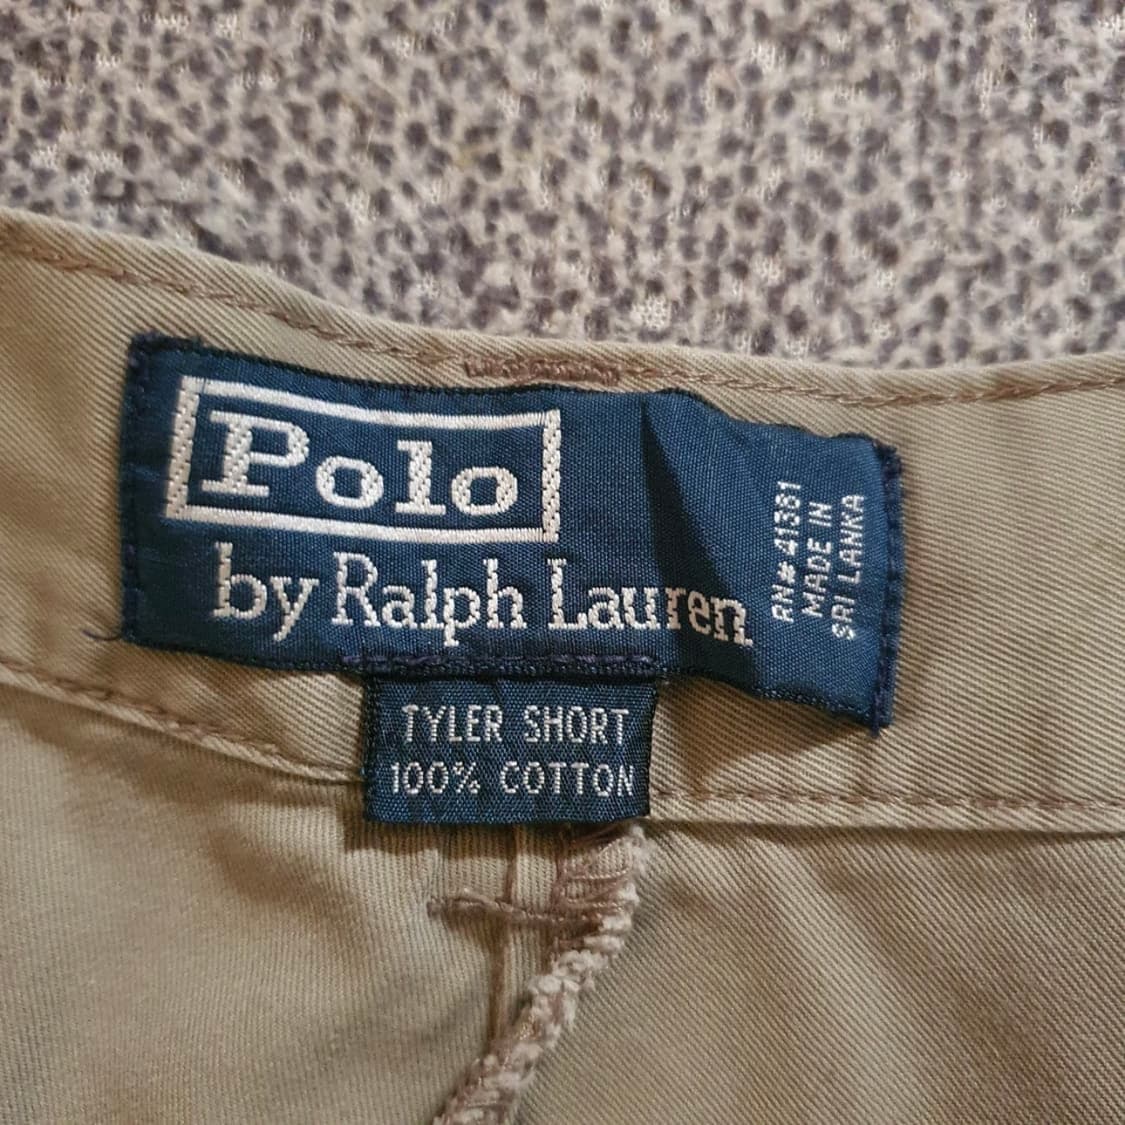 Polo
by Ralph Lauren
RN# 41381
MADE IN
SRI LANKA
TYLER SHORT
100% COTTON